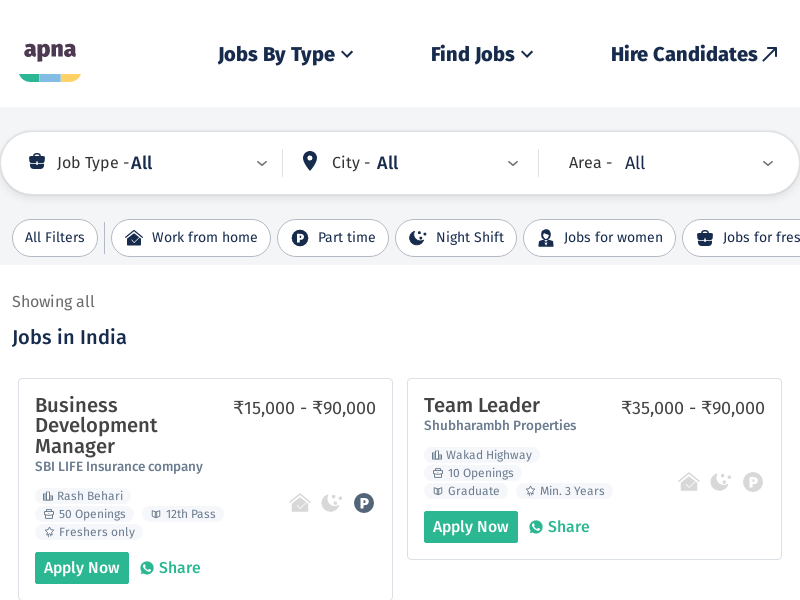 apna
Jobs By Type
Find Jobs
Hire Candidates
Job Type - All
City - All
Area - All
All Filters
Work from home
Part time
Night Shift
Jobs for women
Jobs for fres
Showing all
Jobs in India
Business
Development
Manager
₹15,000 - ₹90,000
SBI LIFE Insurance company
Rash Behari
50 Openings
12th Pass
Freshers only
Apply Now
Share
Team Leader
₹35,000 - ₹90,000
Shubharambh Properties
Wakad Highway
10 Openings
Graduate
Min. 3 Years
Apply Now
Share